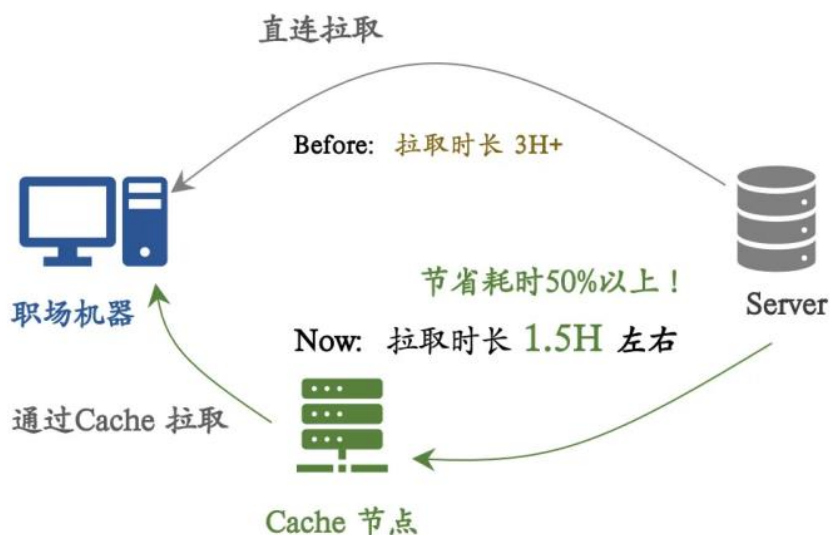 直连拉取
Before: 拉取时长 3H+
节省耗时50%以上！
职场机器
Server
Now: 拉取时长 1.5H 左右
通过Cache 拉取
Cache 节点